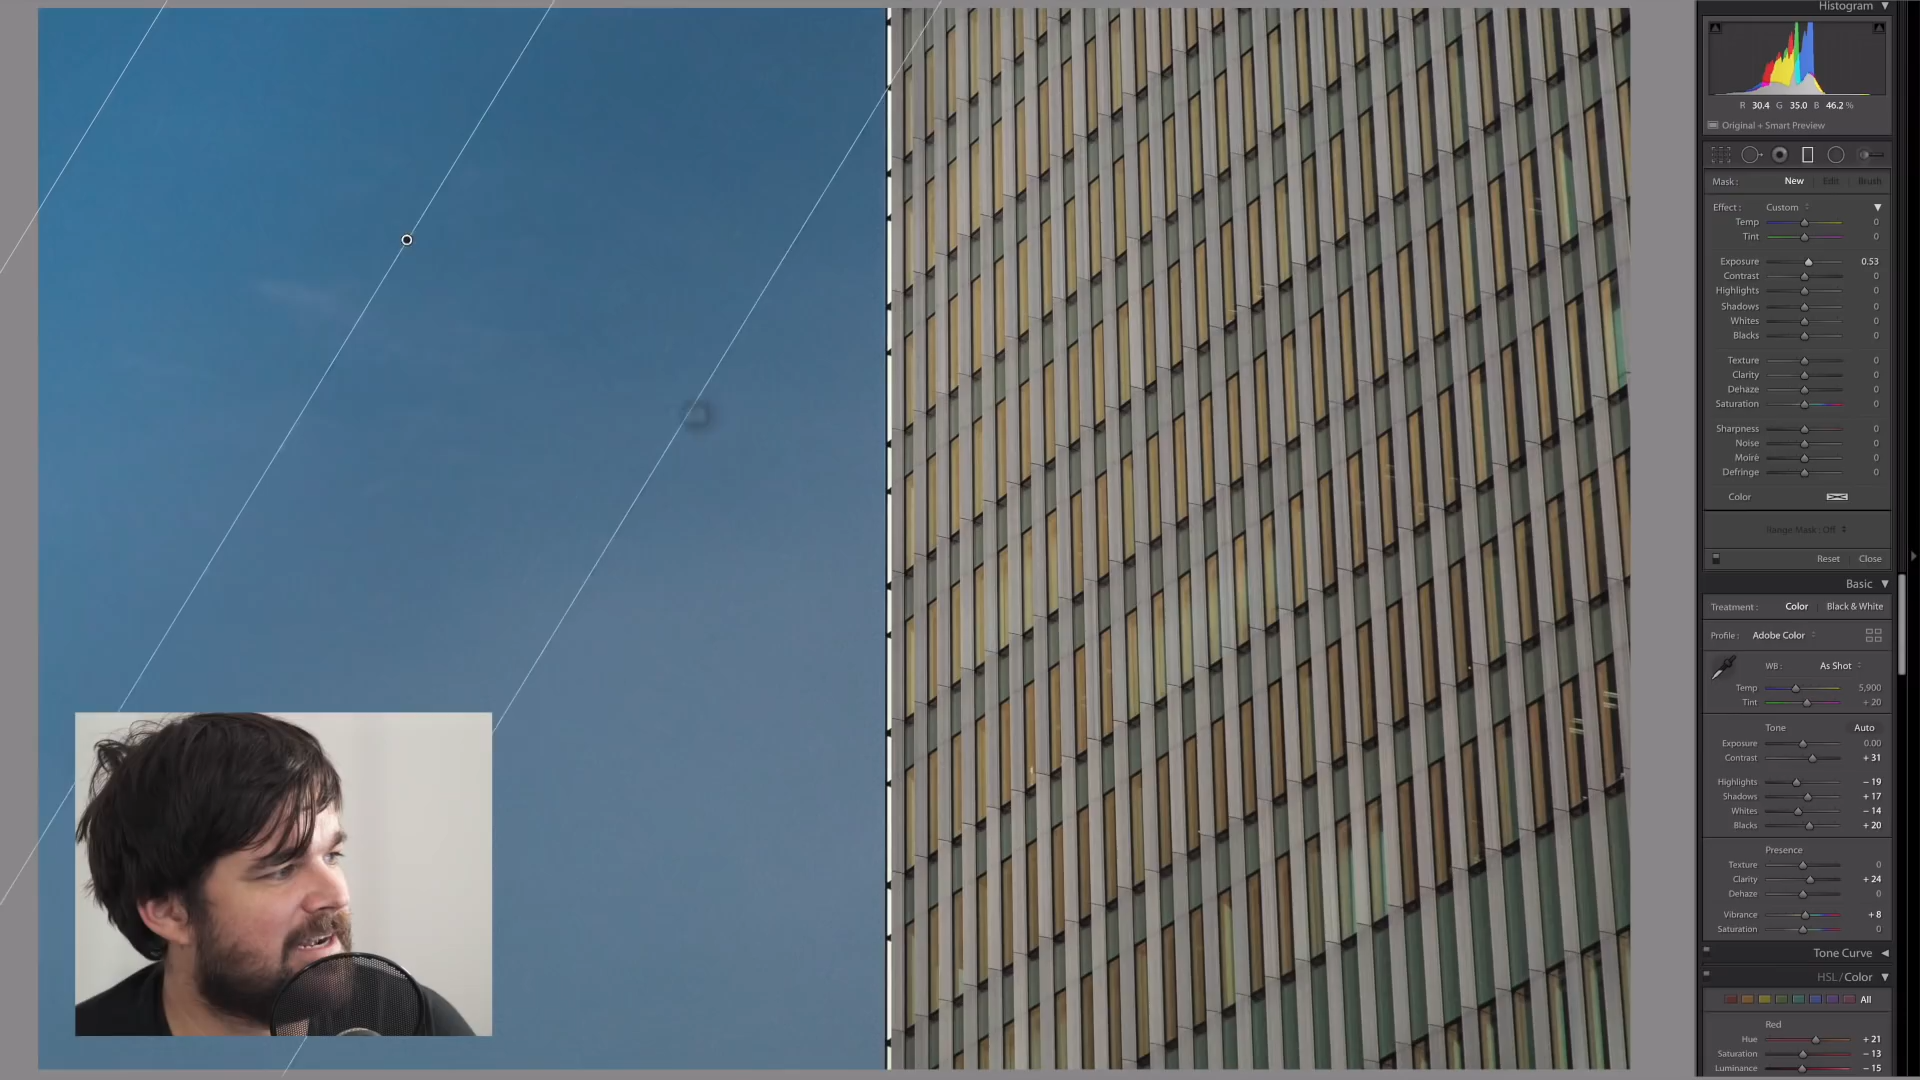 Histogram
R 30.4 G 35.0 B 46.2 %
Original + Smart Preview
Mask : New Edit Brush
Effect : Custom
Temp 0
Tint 0
Exposure 0.53
Contrast 0
Highlights 0
Shadows 0
Whites 0
Blacks 0
Texture 0
Clarity 0
Dehaze 0
Saturation 0
Sharpness 0
Noise 0
Moiré 0
Defringe 0
Color
Range Mask : Off
Reset Close
Basic
Treatment : Color Black & White
Profile : Adobe Color
WB : As Shot
Temp 5,900
Tint + 20
Tone Auto
Exposure 0.00
Contrast + 31
Highlights − 19
Shadows + 17
Whites − 14
Blacks + 20
Presence
Texture 0
Clarity + 24
Dehaze 0
Vibrance + 8
Saturation 0
Tone Curve
HSL / Color
All
Red
Hue + 21
Saturation − 13
Luminance − 15